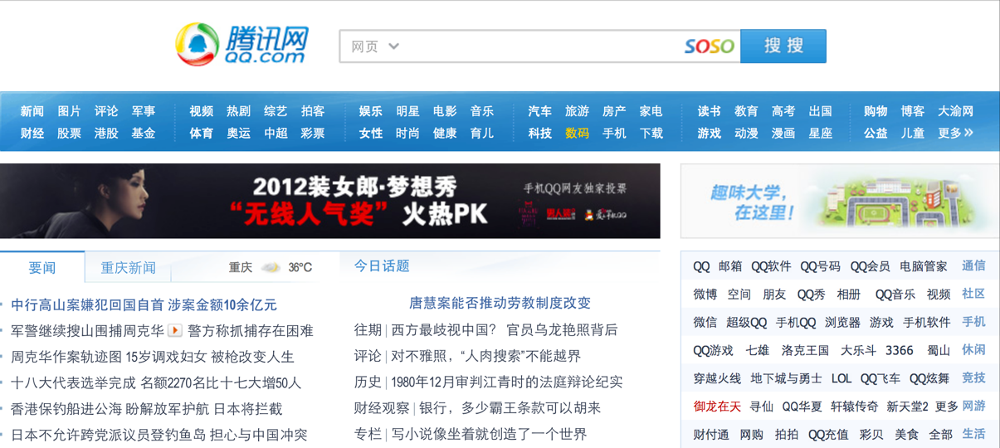 腾讯网
QQ.com
网页
SOSO
搜 搜
新闻 图片 评论 军事 视频 热剧 综艺 拍客 娱乐 明星 电影 音乐 汽车 旅游 房产 家电 读书 教育 高考 出国 购物 博客 大渝网
财经 股票 港股 基金 体育 奥运 中超 彩票 女性 时尚 健康 育儿 科技 数码 手机 下载 游戏 动漫 漫画 星座 公益 儿童 更多 »
2012装女郎·梦想秀
“无线人气奖” 火热PK
手机QQ网友独家投票
趣味大学,
在这里!
要闻 重庆新闻 重庆 36°C
中行高山案嫌犯回国自首 涉案金额10余亿元
军警继续搜山围捕周克华 警方称抓捕存在困难
周克华作案轨迹图 15岁调戏妇女 被枪改变人生
十八大代表选举完成 名额2270名比十七大增50人
香港保钓船进公海 盼解放军护航 日本将拦截
日本不允许跨党派议员登钓鱼岛 担心与中国冲突
今日话题
唐慧案能否推动劳教制度改变
往期 | 西方最歧视中国? 官员乌龙艳照背后
评论 | 对不雅照，“人肉搜索”不能越界
历史 | 1980年12月审判江青时的法庭辩论纪实
财经观察 | 银行，多少霸王条款可以胡来
专栏 | 写小说像坐着就创造了一个世界
QQ 邮箱 QQ软件 QQ号码 QQ会员 电脑管家 通信
微博 空间 朋友 QQ秀 相册 QQ音乐 视频 社区
微信 超级QQ 手机QQ 浏览器 游戏 手机软件 手机
QQ游戏 七雄 洛克王国 大乐斗 3366 蜀山 休闲
穿越火线 地下城与勇士 LOL QQ飞车 QQ炫舞 竞技
御龙在天 寻仙 QQ华夏 轩辕传奇 新天堂2 更多 网游
财付通 网购 拍拍 QQ充值 彩贝 美食 全部 生活